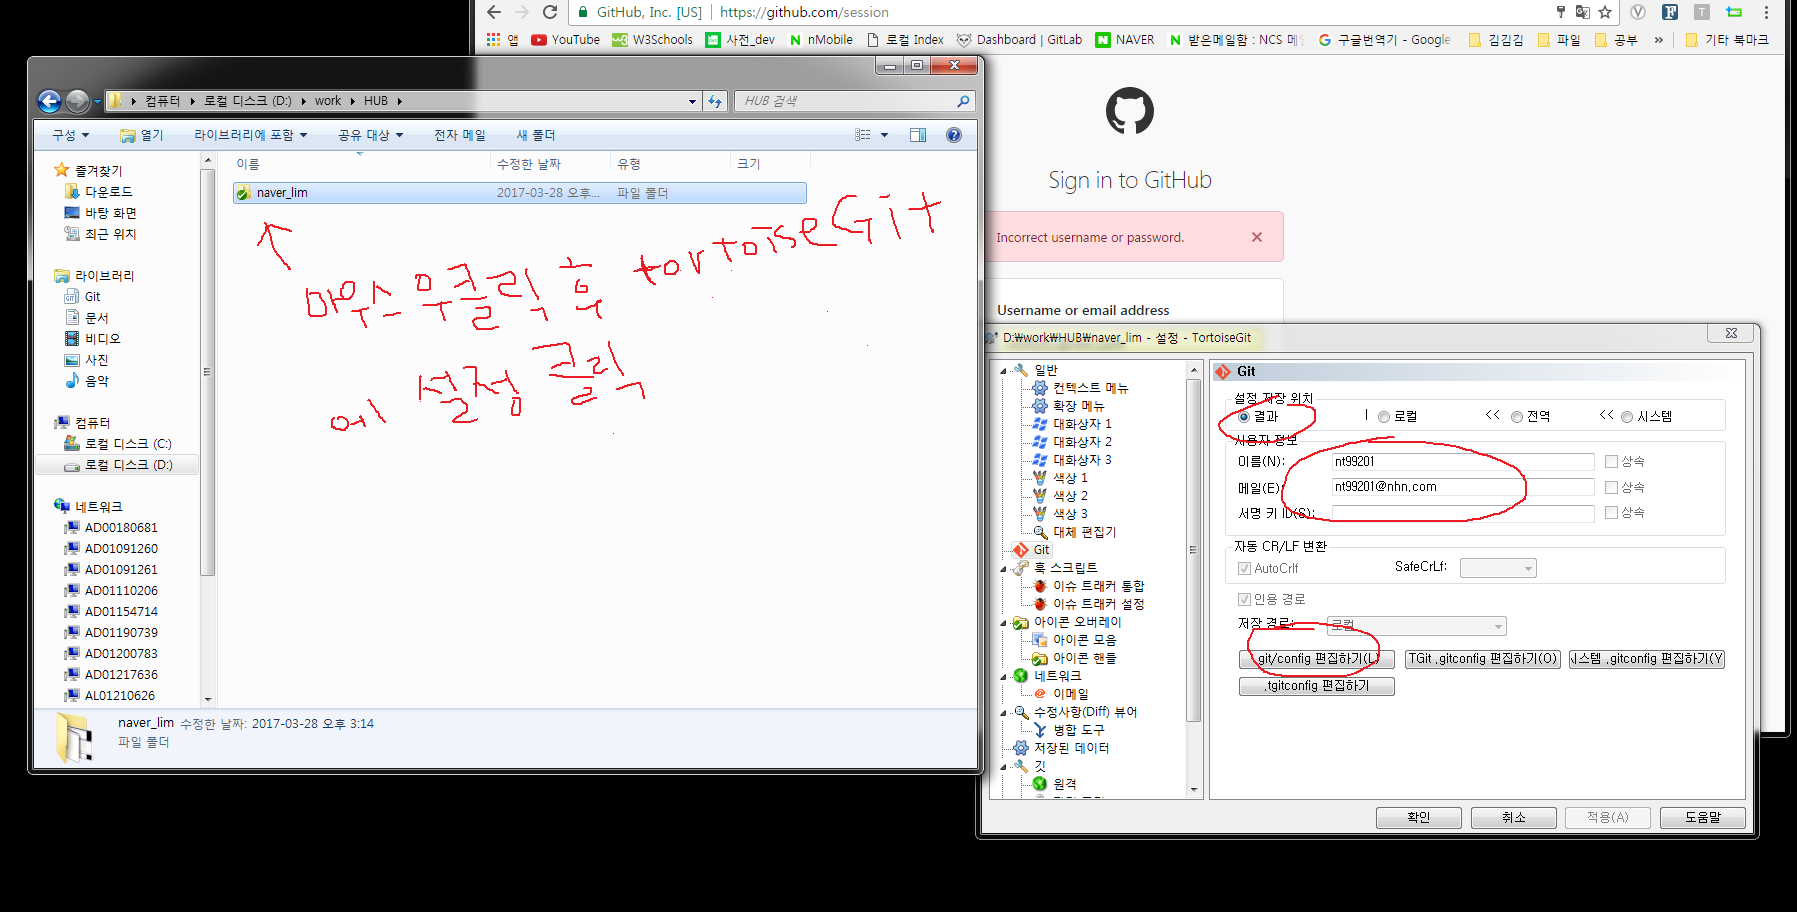 GitHub, Inc. [US] | https://github.com/session
앱 YouTube W3Schools 사전_dev nMobile 로컬 Index Dashboard | GitLab NAVER 받은메일함 : NCS 메일 구글번역기 - Google 김김김 파일 공부 » 기타 북마크
Sign in to GitHub
Incorrect username or password.
Username or email address
컴퓨터 ▸ 로컬 디스크 (D:) ▸ work ▸ HUB ▸
HUB 검색
구성 열기 라이브러리에 포함 공유 대상 전자 메일 새 폴더
이름 수정한 날짜 유형 크기
naver_lim 2017-03-28 오후... 파일 폴더
즐겨찾기
다운로드
바탕 화면
최근 위치
라이브러리
Git
문서
비디오
사진
음악
컴퓨터
로컬 디스크 (C:)
로컬 디스크 (D:)
네트워크
AD00180681
AD01091260
AD01091261
AD01110206
AD01154714
AD01190739
AD01200783
AD01217636
AL01210626
마우스 우클릭 후 tortoiseGit
에 설정 클릭
naver_lim 수정한 날짜: 2017-03-28 오후 3:14
파일 폴더
D:₩work₩HUB₩naver_lim - 설정 - TortoiseGit
일반
컨텍스트 메뉴
확장 메뉴
대화상자 1
대화상자 2
대화상자 3
색상 1
색상 2
색상 3
대체 편집기
Git
훅 스크립트
이슈 트래커 통합
이슈 트래커 설정
아이콘 오버레이
아이콘 모음
아이콘 핸들
네트워크
이메일
수정사항(Diff) 뷰어
병합 도구
저장된 데이터
깃
원격
Git
설정 저장 위치
결과 | 로컬 << 전역 << 시스템
사용자 정보
이름(N): nt99201 상속
메일(E): nt99201@nhn.com 상속
서명 키 ID(S): 상속
자동 CR/LF 변환
AutoCrlf SafeCrLf:
인용 경로
저장 경로: 로컬
.git/config 편집하기(L) TGit .gitconfig 편집하기(O) 시스템 .gitconfig 편집하기(Y
.tgitconfig 편집하기
확인 취소 적용(A) 도움말